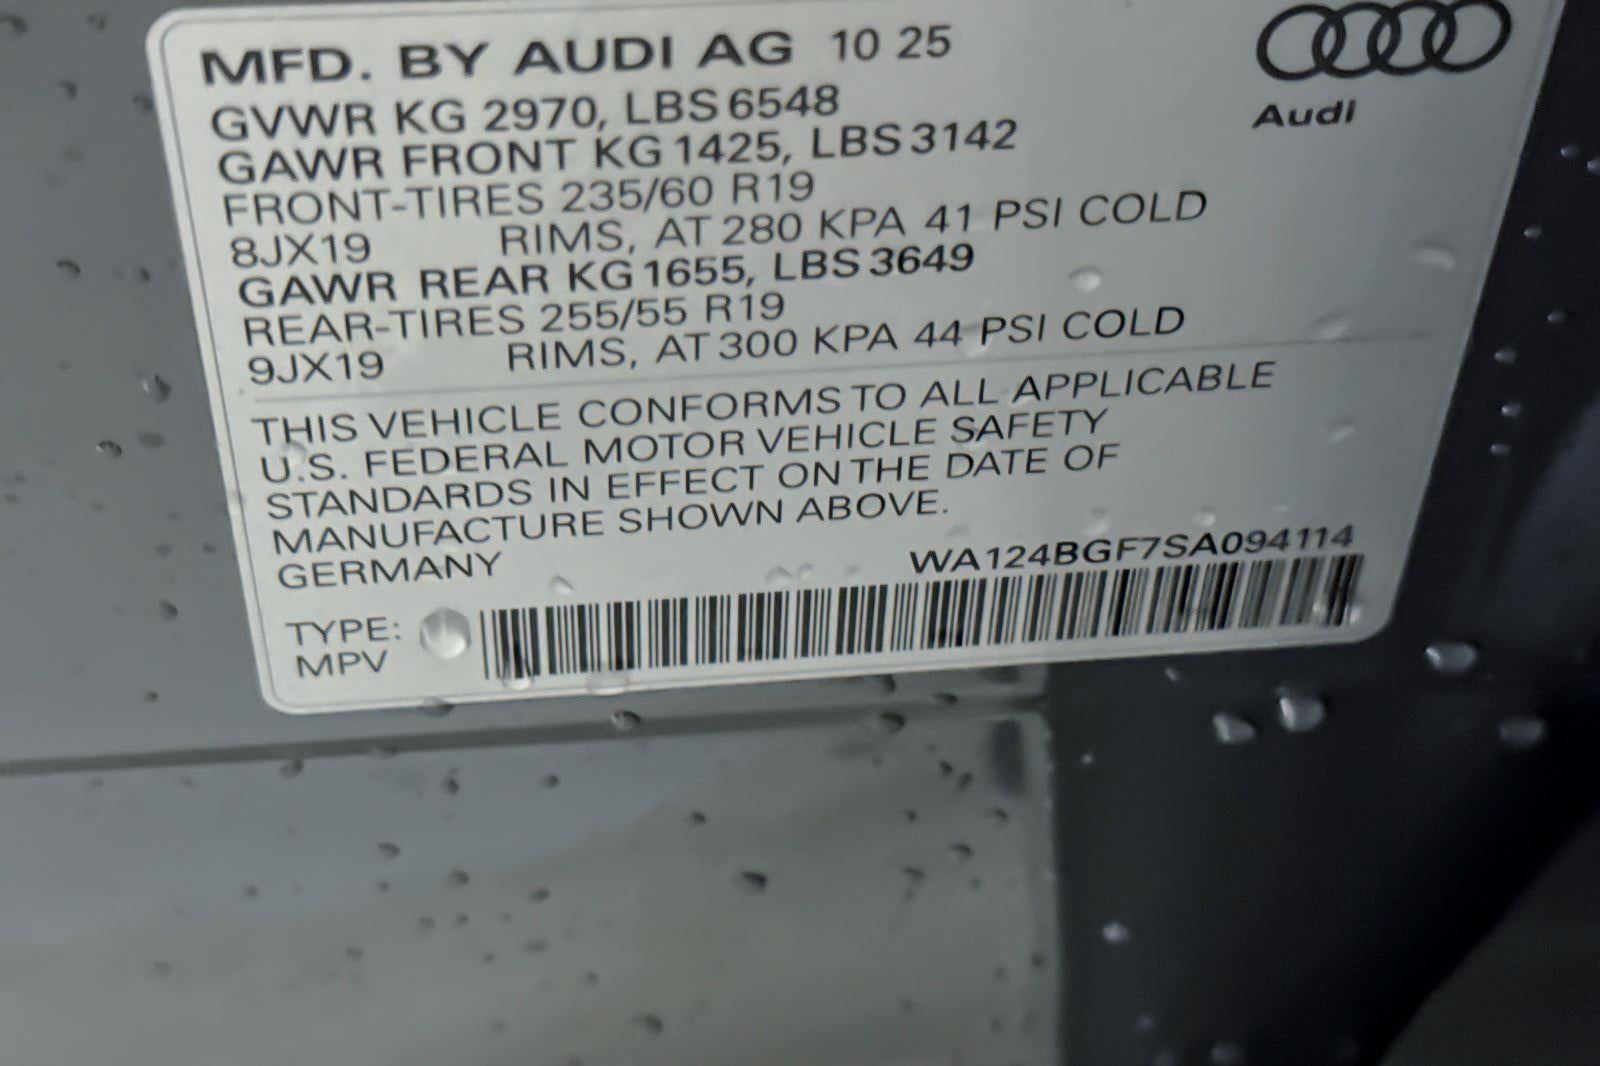 MFD. BY AUDI AG 10 25
GVWR KG 2970, LBS 6548
GAWR FRONT KG 1425, LBS 3142
FRONT-TIRES 235/60 R19
8JX19 RIMS, AT 280 KPA 41 PSI COLD
GAWR REAR KG 1655, LBS 3649
REAR-TIRES 255/55 R19
9JX19 RIMS, AT 300 KPA 44 PSI COLD
Audi
THIS VEHICLE CONFORMS TO ALL APPLICABLE
U.S. FEDERAL MOTOR VEHICLE SAFETY
STANDARDS IN EFFECT ON THE DATE OF
MANUFACTURE SHOWN ABOVE.
GERMANY WA124BGF7SA094114
TYPE:
MPV